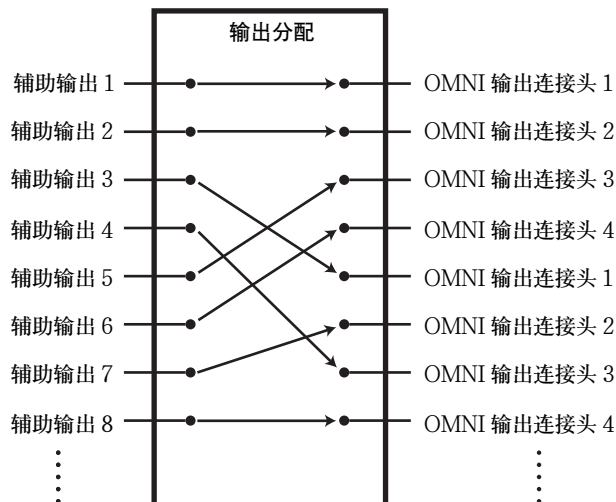 输出分配
辅助输出 1
OMNI 输出连接头 1
辅助输出 2
OMNI 输出连接头 2
辅助输出 3
OMNI 输出连接头 3
辅助输出 4
OMNI 输出连接头 4
辅助输出 5
OMNI 输出连接头 1
辅助输出 6
OMNI 输出连接头 2
辅助输出 7
OMNI 输出连接头 3
辅助输出 8
OMNI 输出连接头 4